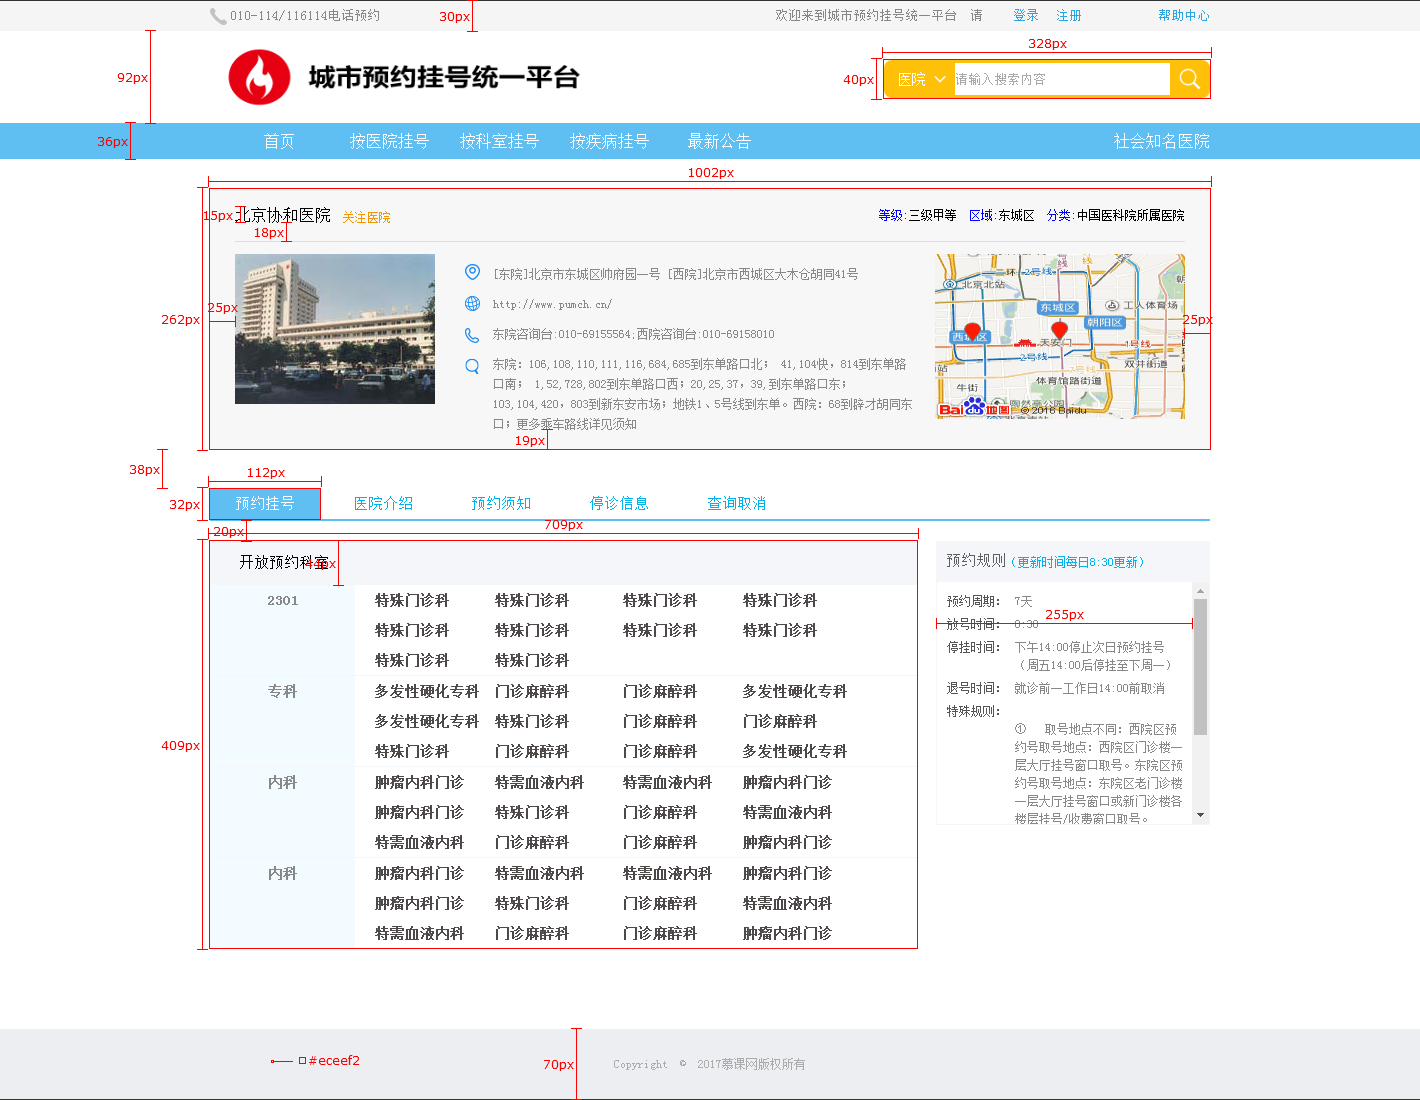 010-114/116114电话预约
30px
欢迎来到城市预约挂号统一平台 请 登录 注册 帮助中心
92px
城市预约挂号统一平台
328px
40px
医院 请输入搜索内容
36px
首页 按医院挂号 按科室挂号 按疾病挂号 最新公告 社会知名医院
1002px
15px
北京协和医院 关注医院
等级:三级甲等 区域:东城区 分类:中国医科院所属医院
18px
262px
25px
[东院]北京市东城区帅府园一号 [西院]北京市西城区大木仓胡同41号
http://www.pumch.cn/
东院咨询台:010-69155564;西院咨询台:010-69158010
东院: 106,108,110,111,116,684,685到东单路口北; 41,104快, 814到东单路
口南; 1,52,728,802到东单路口西;20,25,37, 39,到东单路口东;
103,104,420, 803到新东安市场;地铁1、5号线到东单。西院: 68到辟才胡同东
口;更多乘车路线详见须知
19px
2号线
北京北站
东城区
工人体育场
朝阳区
天安门
1号线
2号线
双井街道
牛街
体育馆路街道
Bai du 地图
© 2016 Baidu
25px
38px
112px
32px
预约挂号 医院介绍 预约须知 停诊信息 查询取消
20px
709px
开放预约科室
44px
2301 特殊门诊科 特殊门诊科 特殊门诊科 特殊门诊科
特殊门诊科 特殊门诊科 特殊门诊科 特殊门诊科
特殊门诊科 特殊门诊科
专科 多发性硬化专科 门诊麻醉科 门诊麻醉科 多发性硬化专科
多发性硬化专科 特殊门诊科 门诊麻醉科 门诊麻醉科
特殊门诊科 门诊麻醉科 门诊麻醉科 多发性硬化专科
内科 肿瘤内科门诊 特需血液内科 特需血液内科 肿瘤内科门诊
肿瘤内科门诊 特殊门诊科 门诊麻醉科 特需血液内科
特需血液内科 门诊麻醉科 门诊麻醉科 肿瘤内科门诊
内科 肿瘤内科门诊 特需血液内科 特需血液内科 肿瘤内科门诊
肿瘤内科门诊 特殊门诊科 门诊麻醉科 特需血液内科
特需血液内科 门诊麻醉科 门诊麻醉科 肿瘤内科门诊
409px
预约规则 (更新时间每日8:30更新)
预约周期: 7天
255px
放号时间: 0:30
停挂时间: 下午14:00停止次日预约挂号
(周五14:00后停挂至下周一)
退号时间: 就诊前一工作日14:00前取消
特殊规则:
① 取号地点不同: 西院区预
约号取号地点: 西院区门诊楼一
层大厅挂号窗口取号。东院区预
约号取号地点: 东院区老门诊楼
一层大厅挂号窗口或新门诊楼各
楼层挂号/收费窗口取号。
#eceef2
70px
Copyright © 2017慕课网版权所有